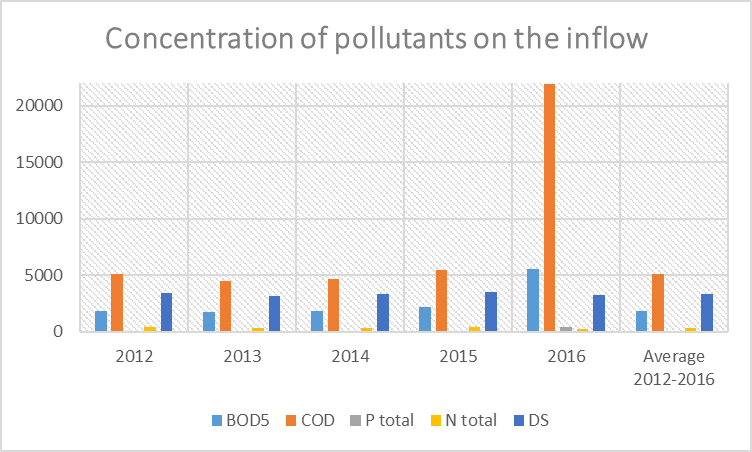 Concentration of pollutants on the inflow
20000
15000
10000
5000
0
2012 2013 2014 2015 2016 Average
2012-2016
BOD5 COD P total N total DS